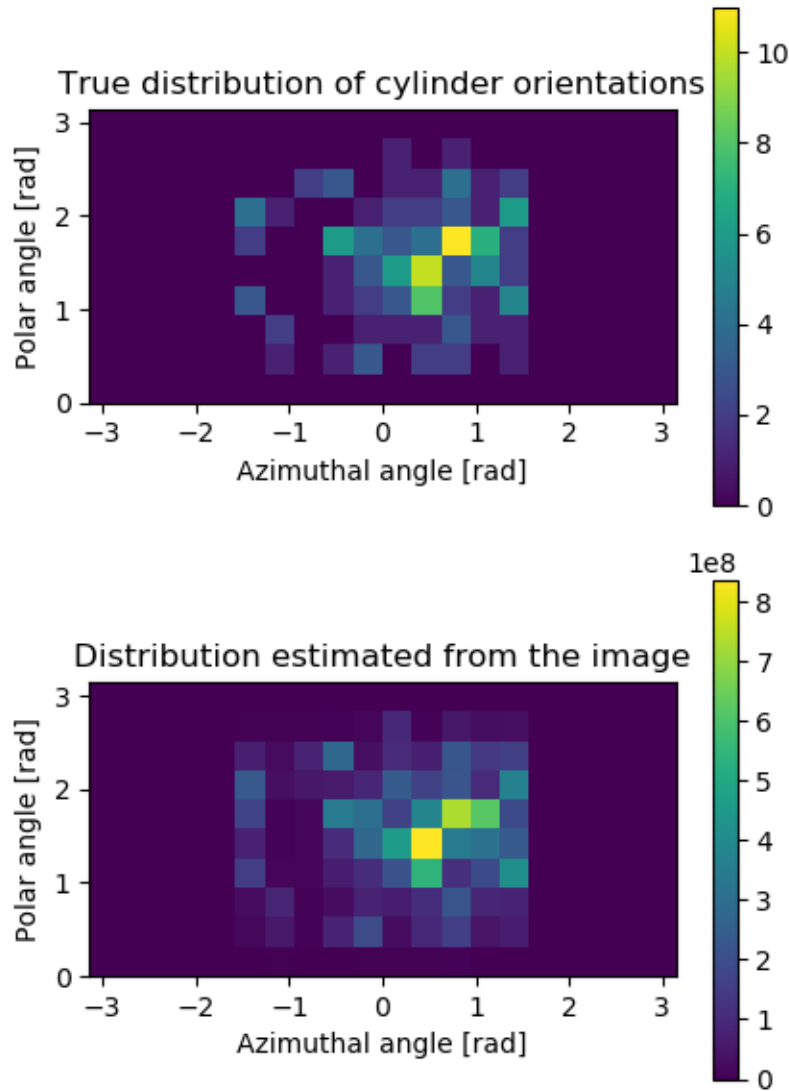 True distribution of cylinder orientations
Polar angle [rad]
3
2
1
0
−3 −2 −1 0 1 2 3
Azimuthal angle [rad]
10
8
6
4
2
0
Distribution estimated from the image
Polar angle [rad]
3
2
1
0
−3 −2 −1 0 1 2 3
Azimuthal angle [rad]
1e8
8
7
6
5
4
3
2
1
0